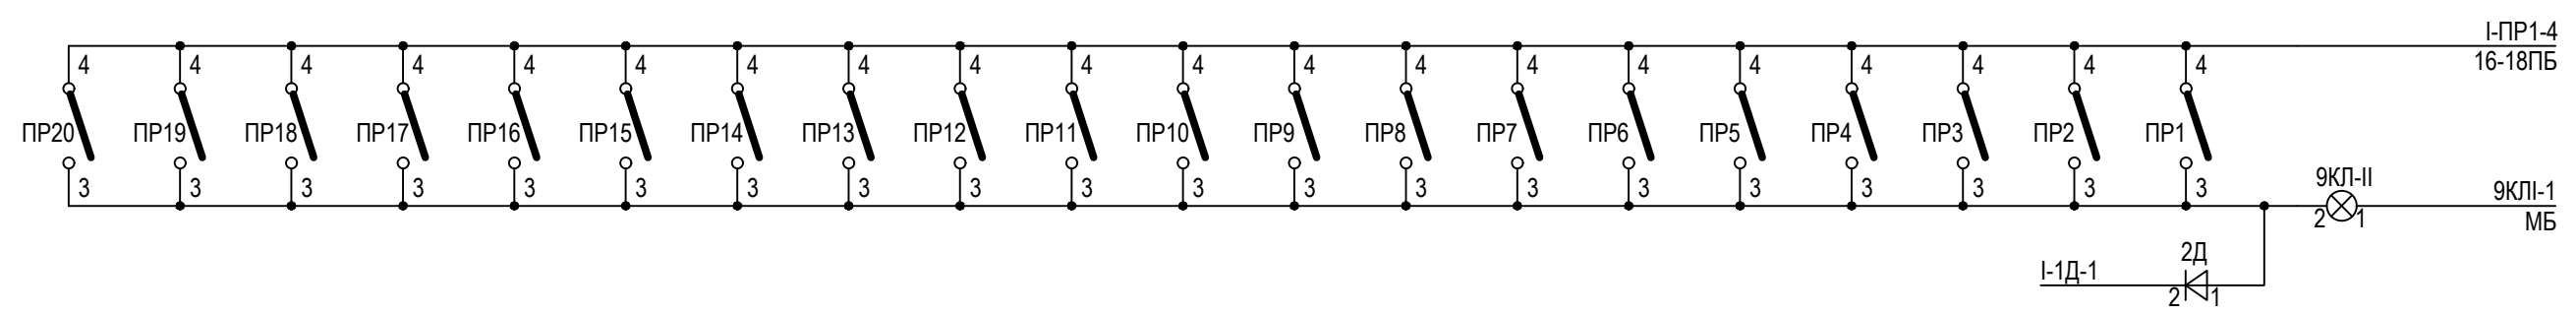 I-ПР1-4
16-18ПБ
4 4 4 4 4 4 4 4 4 4 4 4 4 4 4 4 4 4 4 4
ПР20 ПР19 ПР18 ПР17 ПР16 ПР15 ПР14 ПР13 ПР12 ПР11 ПР10 ПР9 ПР8 ПР7 ПР6 ПР5 ПР4 ПР3 ПР2 ПР1
3 3 3 3 3 3 3 3 3 3 3 3 3 3 3 3 3 3 3 3
9КЛ-II
9КЛI-1
2 1
МБ
2Д
I-1Д-1
2 1